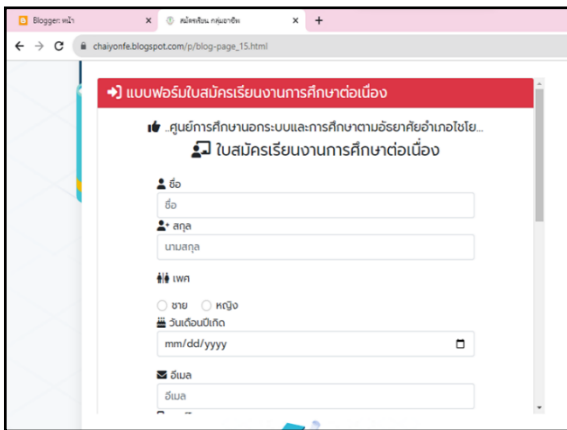 Blogger: หน้า
สมัครเรียน กลุ่มอาชีพ
chaiyonfe.blogspot.com/p/blog-page_15.html
แบบฟอร์มใบสมัครเรียนงานการศึกษาต่อเนื่อง
..ศูนย์การศึกษานอกระบบและการศึกษาตามอัธยาศัยอำเภอไชโย...
ใบสมัครเรียนงานการศึกษาต่อเนื่อง
ชื่อ
ชื่อ
สกุล
นามสกุล
เพศ
ชาย หญิง
วันเดือนปีเกิด
mm/dd/yyyy
อีเมล
อีเมล